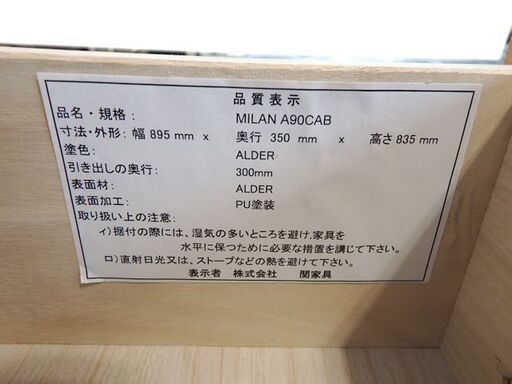 品質表示
品名・規格： MILAN A90CAB
寸法・外形：幅 895 mm x 奥行 350 mm x 高さ 835 mm
塗色： ALDER
引き出しの奥行： 300mm
表面材： ALDER
表面加工： PU塗装
取り扱い上の注意：
ィ）据付の際には、湿気の多いところを避け,家具を
水平に保つために必要な措置を講じて下さい。
ロ）直射日光又は、ストーブなどの熱を避けて下さい。
表示者 株式会社 関家具